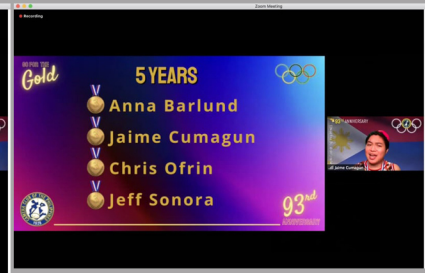 Zoom Meeting
Recording
GO FOR THE
Gold
5 YEARS
Anna Barlund
Jaime Cumagun
Chris Ofrin
Jeff Sonora
93rd
ANNIVERSARY
Jaime Cumagun